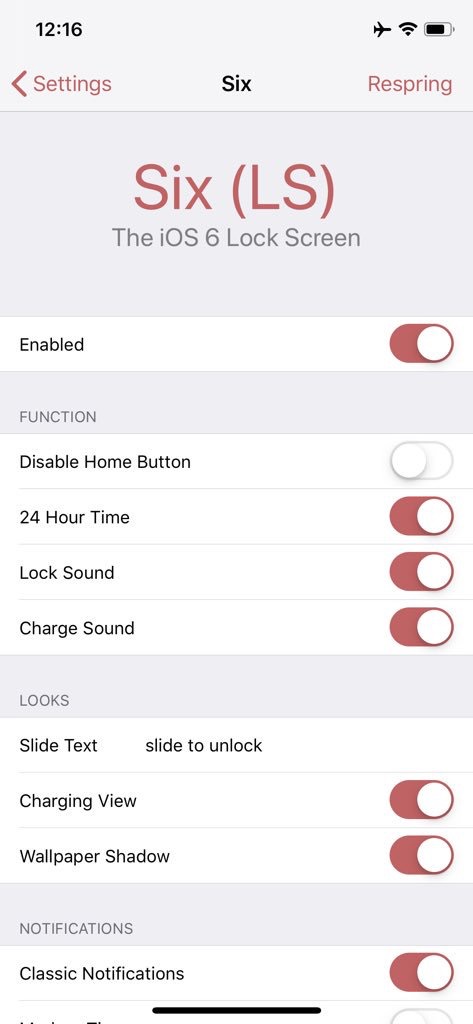 12:16
Settings
Six
Respring
Six (LS)
The iOS 6 Lock Screen
Enabled
FUNCTION
Disable Home Button
24 Hour Time
Lock Sound
Charge Sound
LOOKS
Slide Text slide to unlock
Charging View
Wallpaper Shadow
NOTIFICATIONS
Classic Notifications